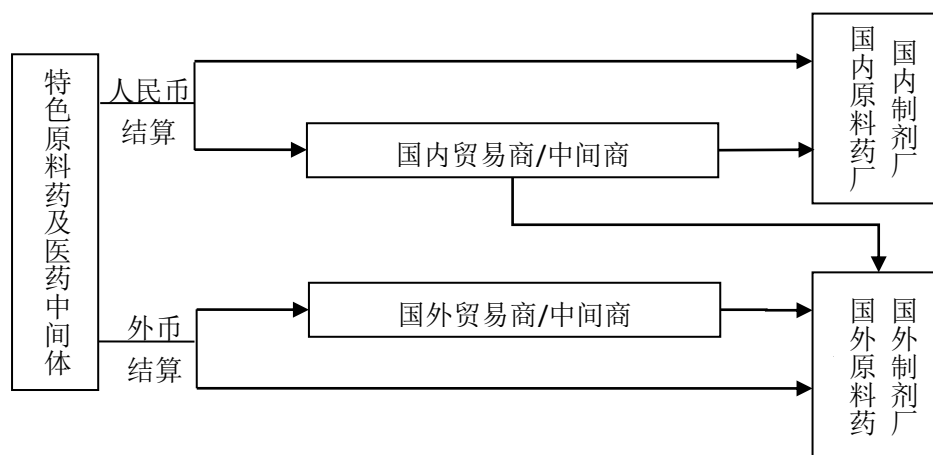 特色原料药及医药中间体
人民币
结算
国内贸易商/中间商
国内原料药厂
国内制剂厂
外币
结算
国外贸易商/中间商
国外原料药
国外制剂厂